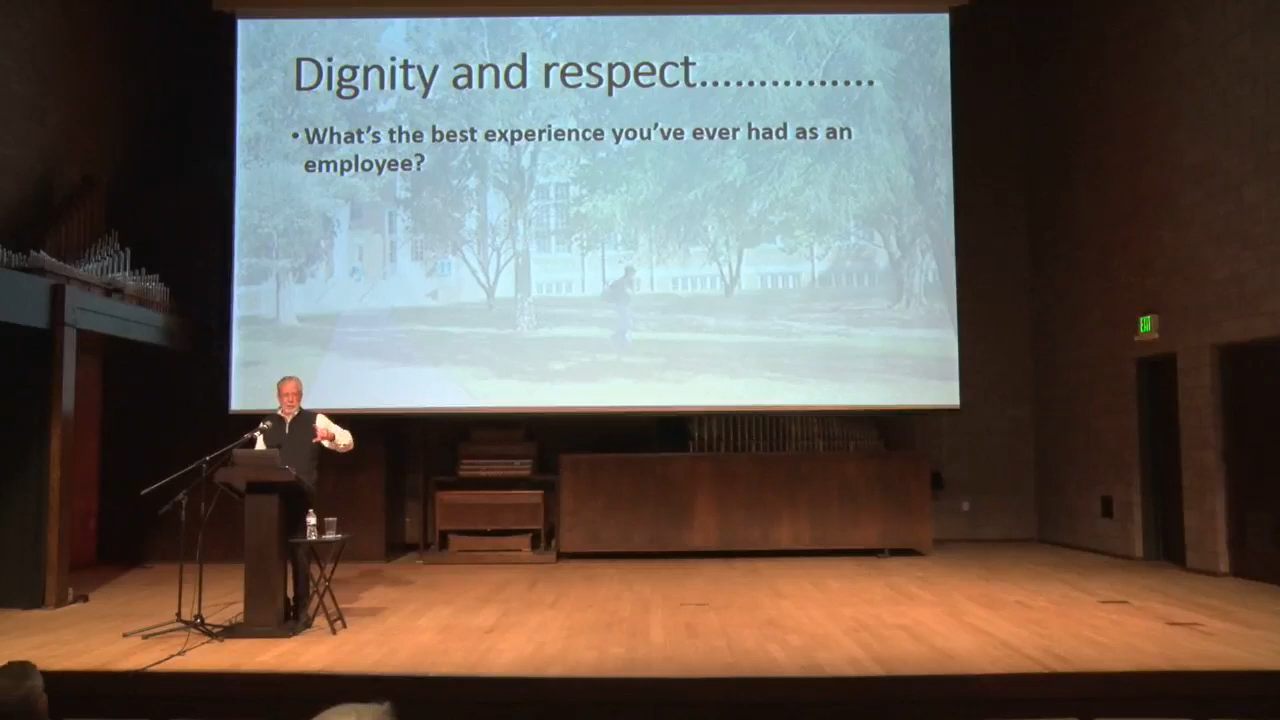 Dignity and respect...............
• What's the best experience you've ever had as an
employee?
EXIT